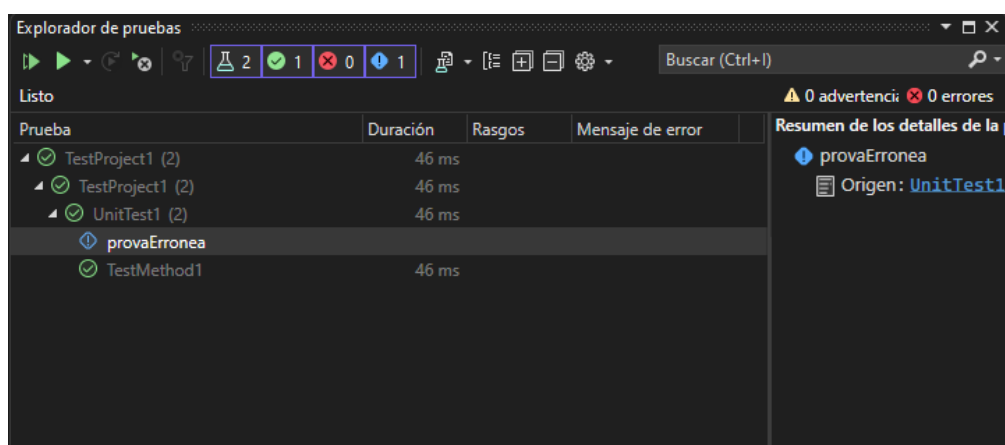 Explorador de pruebas
2 1 0 1 Buscar (Ctrl+I)
Listo 0 advertencia 0 errores
Prueba Duración Rasgos Mensaje de error Resumen de los detalles de la
TestProject1 (2) 46 ms provaErronea
TestProject1 (2) 46 ms Origen: UnitTest1
UnitTest1 (2) 46 ms
provaErronea
TestMethod1 46 ms